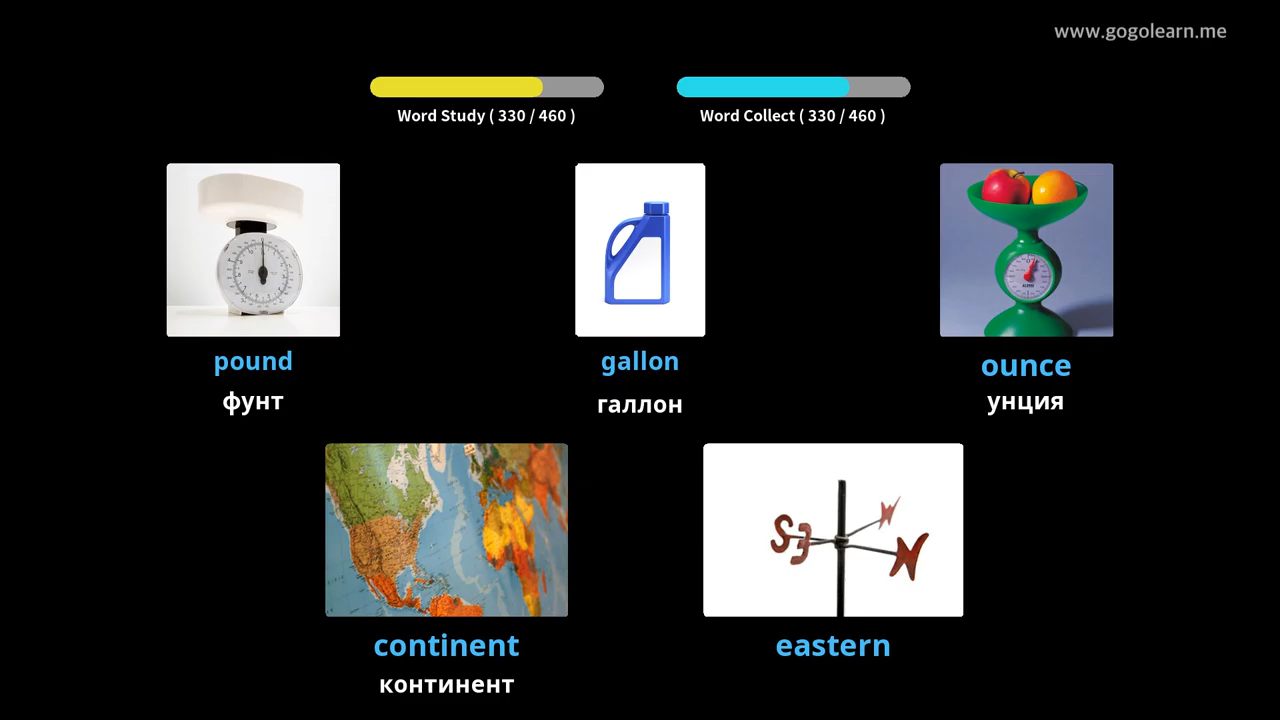 www.gogolearn.me
Word Study ( 330 / 460 )
Word Collect ( 330 / 460 )
pound
фунт
gallon
галлон
ounce
унция
continent
континент
eastern